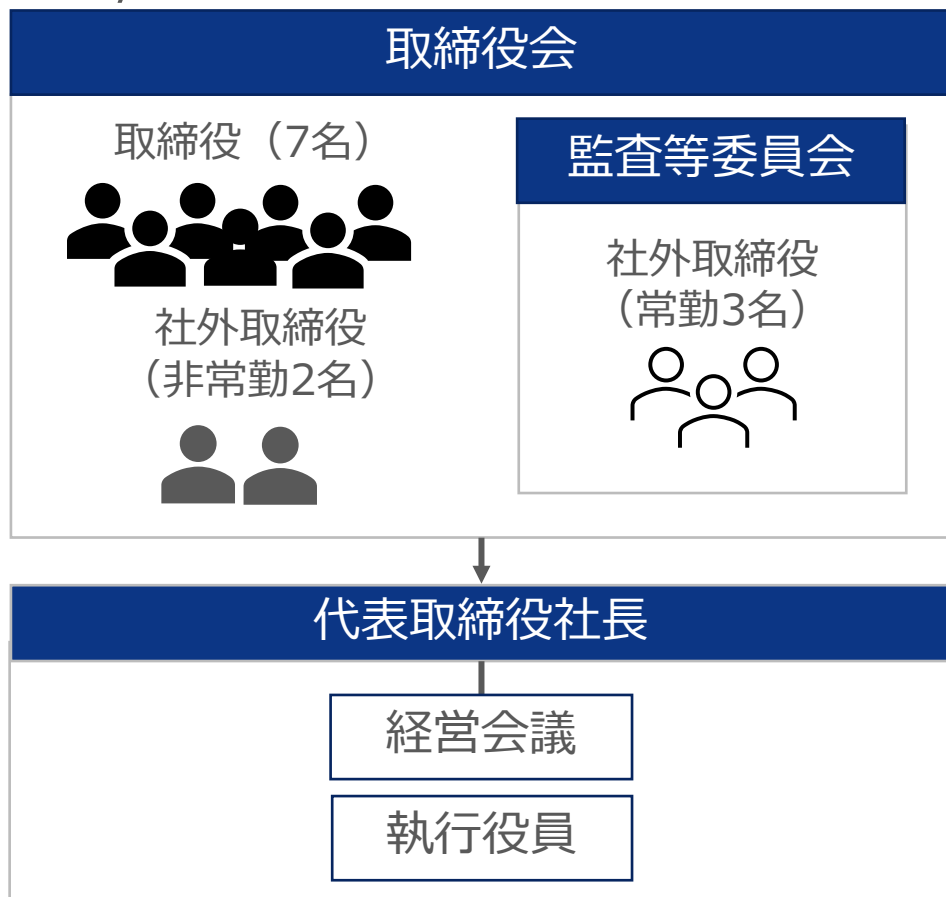 取締役会
取締役（7名）
社外取締役
（非常勤2名）
監査等委員会
社外取締役
（常勤3名）
代表取締役社長
経営会議
執行役員